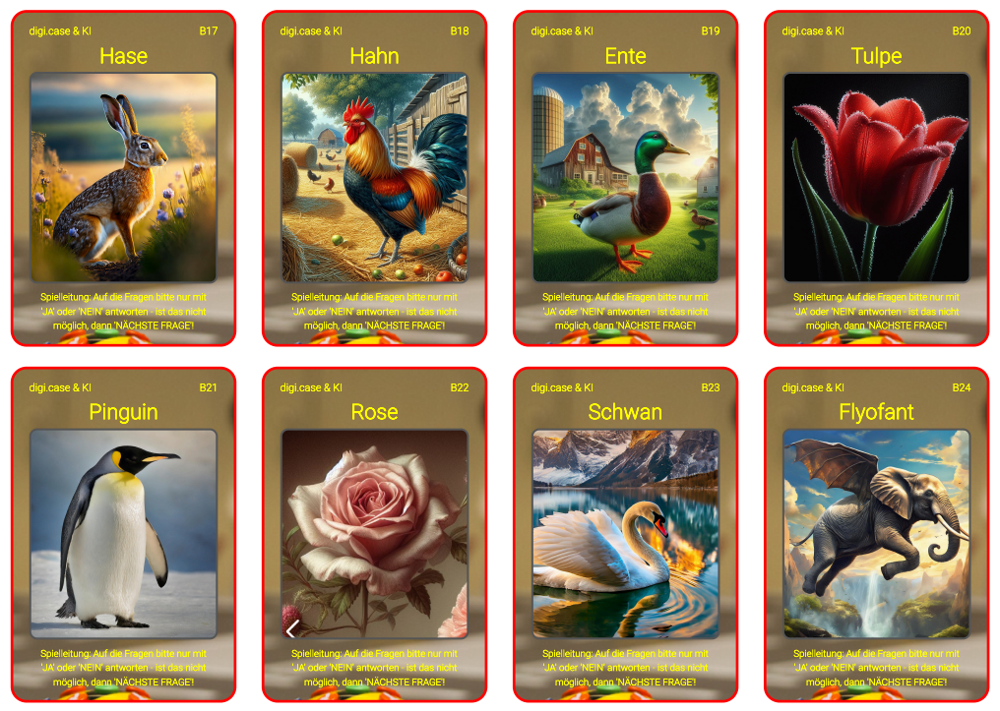 digi.case & KI B17
Hase
Spielleitung: Auf die Fragen bitte nur mit
'JA' oder 'NEIN' antworten - ist das nicht
möglich, dann 'NÄCHSTE FRAGE'!
digi.case & KI B18
Hahn
Spielleitung: Auf die Fragen bitte nur mit
'JA' oder 'NEIN' antworten - ist das nicht
möglich, dann 'NÄCHSTE FRAGE'!
digi.case & KI B19
Ente
Spielleitung: Auf die Fragen bitte nur mit
'JA' oder 'NEIN' antworten - ist das nicht
möglich, dann 'NÄCHSTE FRAGE'!
digi.case & KI B20
Tulpe
Spielleitung: Auf die Fragen bitte nur mit
'JA' oder 'NEIN' antworten - ist das nicht
möglich, dann 'NÄCHSTE FRAGE'!
digi.case & KI B21
Pinguin
Spielleitung: Auf die Fragen bitte nur mit
'JA' oder 'NEIN' antworten - ist das nicht
möglich, dann 'NÄCHSTE FRAGE'!
digi.case & KI B22
Rose
Spielleitung: Auf die Fragen bitte nur mit
'JA' oder 'NEIN' antworten - ist das nicht
möglich, dann 'NÄCHSTE FRAGE'!
digi.case & KI B23
Schwan
Spielleitung: Auf die Fragen bitte nur mit
'JA' oder 'NEIN' antworten - ist das nicht
möglich, dann 'NÄCHSTE FRAGE'!
digi.case & KI B24
Flyofant
Spielleitung: Auf die Fragen bitte nur mit
'JA' oder 'NEIN' antworten - ist das nicht
möglich, dann 'NÄCHSTE FRAGE'!